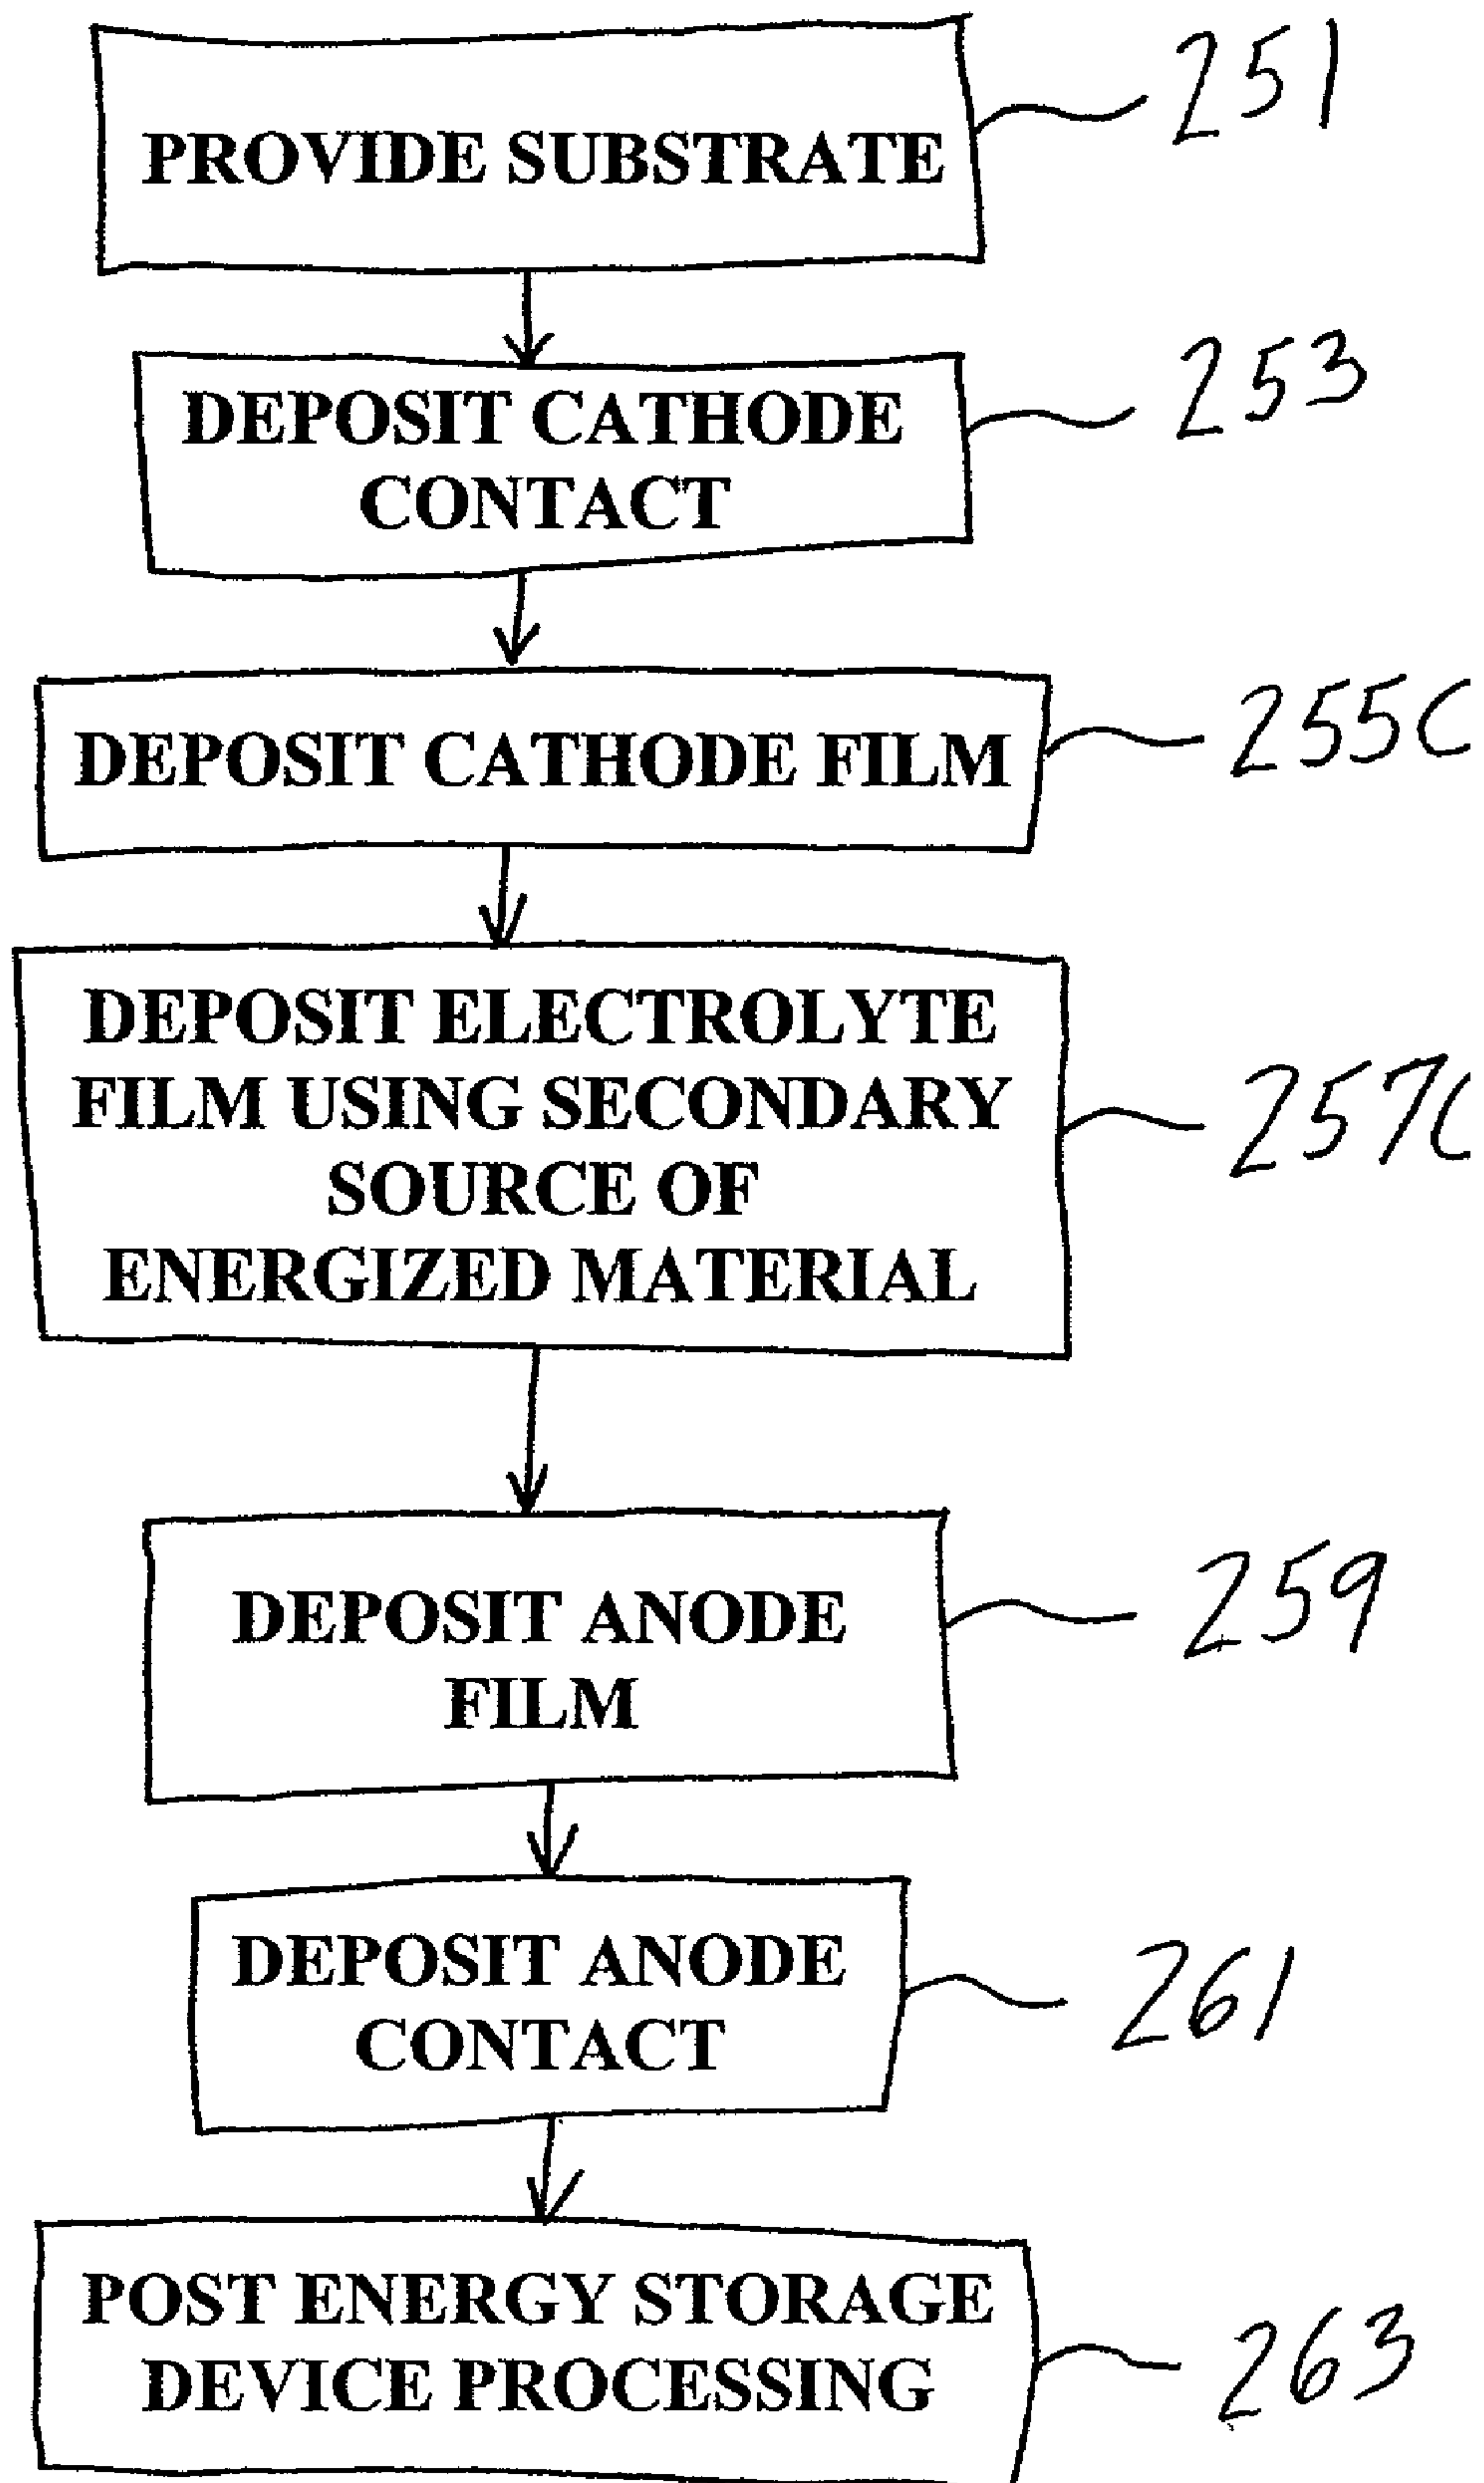 PROVIDE SUBSTRATE
251
DEPOSIT CATHODE
CONTACT
253
DEPOSIT CATHODE FILM
255C
DEPOSIT ELECTROLYTE
FILM USING SECONDARY
SOURCE OF
ENERGIZED MATERIAL
257C
DEPOSIT ANODE
FILM
259
DEPOSIT ANODE
CONTACT
261
POST ENERGY STORAGE
DEVICE PROCESSING
263